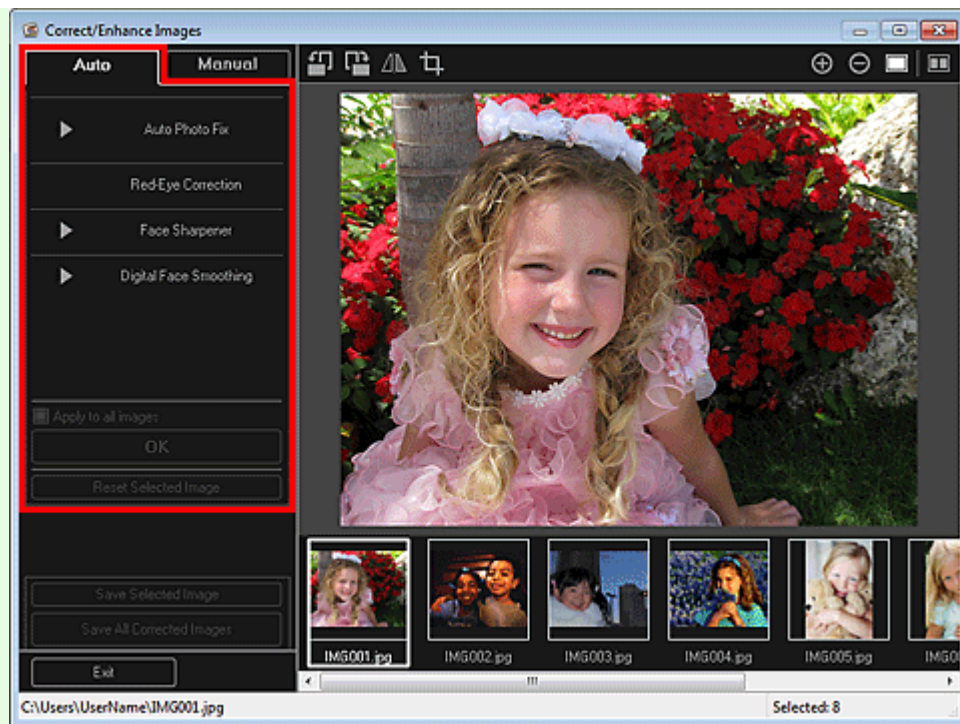 Correct/Enhance Images
Auto
Manual
Auto Photo Fix
Red-Eye Correction
Face Sharpener
Digital Face Smoothing
Apply to all images
OK
Reset Selected Image
Save Selected Image
Save All Corrected Images
Exit
IMG001.jpg
IMG002.jpg
IMG003.jpg
IMG004.jpg
IMG005.jpg
IMG0
C:\Users\UserName\IMG001.jpg
Selected: 8